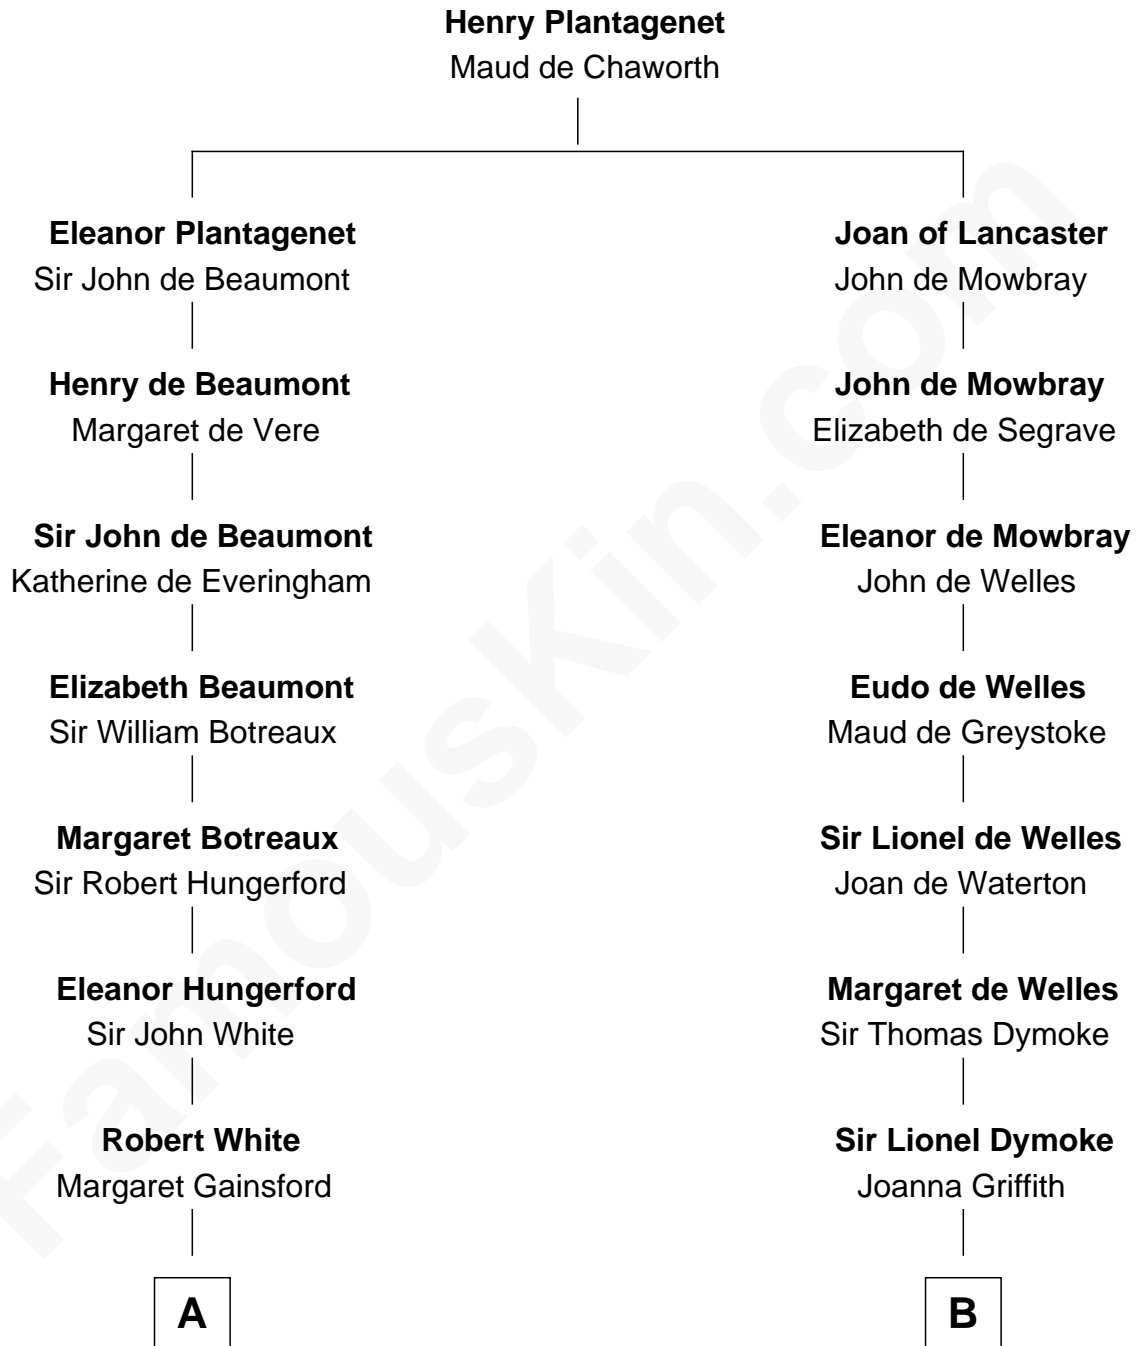 Henry Plantagenet
Maud de Chaworth
Eleanor Plantagenet
Sir John de Beaumont
Joan of Lancaster
John de Mowbray
Henry de Beaumont
Margaret de Vere
John de Mowbray
Elizabeth de Segrave
Sir John de Beaumont
Katherine de Everingham
Eleanor de Mowbray
John de Welles
Elizabeth Beaumont
Sir William Botreaux
Eudo de Welles
Maud de Greystoke
Margaret Botreaux
Sir Robert Hungerford
Sir Lionel de Welles
Joan de Waterton
Eleanor Hungerford
Sir John White
Margaret de Welles
Sir Thomas Dymoke
Robert White
Margaret Gainsford
Sir Lionel Dymoke
Joanna Griffith
A
B
FamousKin.com